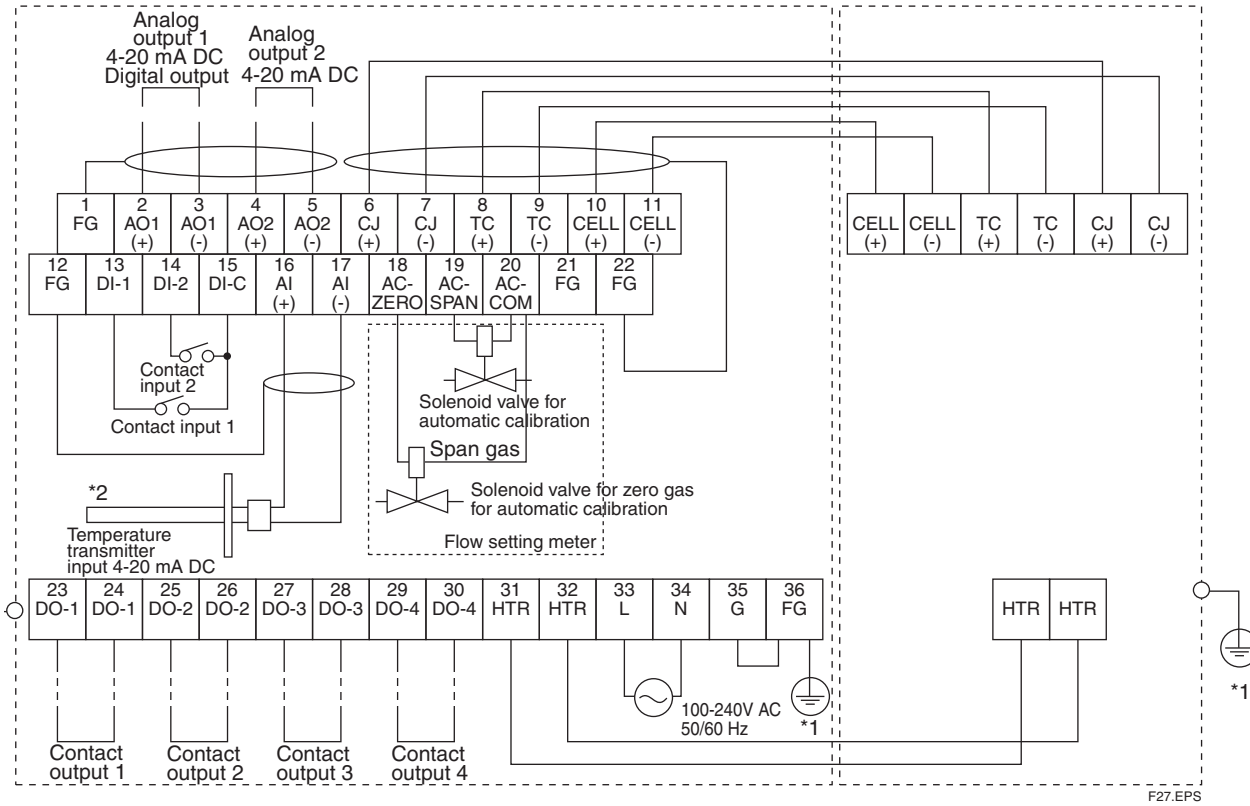 Analog
output 1
4-20 mA DC
Digital output
Analog
output 2
4-20 mA DC
1
FG
2
AO1
(+)
3
AO1
(-)
4
AO2
(+)
5
AO2
(-)
6
CJ
(+)
7
CJ
(-)
8
TC
(+)
9
TC
(-)
10
CELL
(+)
11
CELL
(-)
CELL
(+)
CELL
(-)
TC
(+)
TC
(-)
CJ
(+)
CJ
(-)
12
FG
13
DI-1
14
DI-2
15
DI-C
16
AI
(+)
17
AI
(-)
18
AC-
ZERO
19
AC-
SPAN
20
AC-
COM
21
FG
22
FG
Contact
input 2
Contact input 1
Solenoid valve for
automatic calibration
Span gas
Solenoid valve for zero gas
for automatic calibration
Flow setting meter
*2
Temperature
transmitter
input 4-20 mA DC
23
DO-1
24
DO-1
25
DO-2
26
DO-2
27
DO-3
28
DO-3
29
DO-4
30
DO-4
31
HTR
32
HTR
33
L
34
N
35
G
36
FG
HTR
HTR
*1
100-240V AC
50/60 Hz
*1
Contact
output 1
Contact
output 2
Contact
output 3
Contact
output 4
F27.EPS